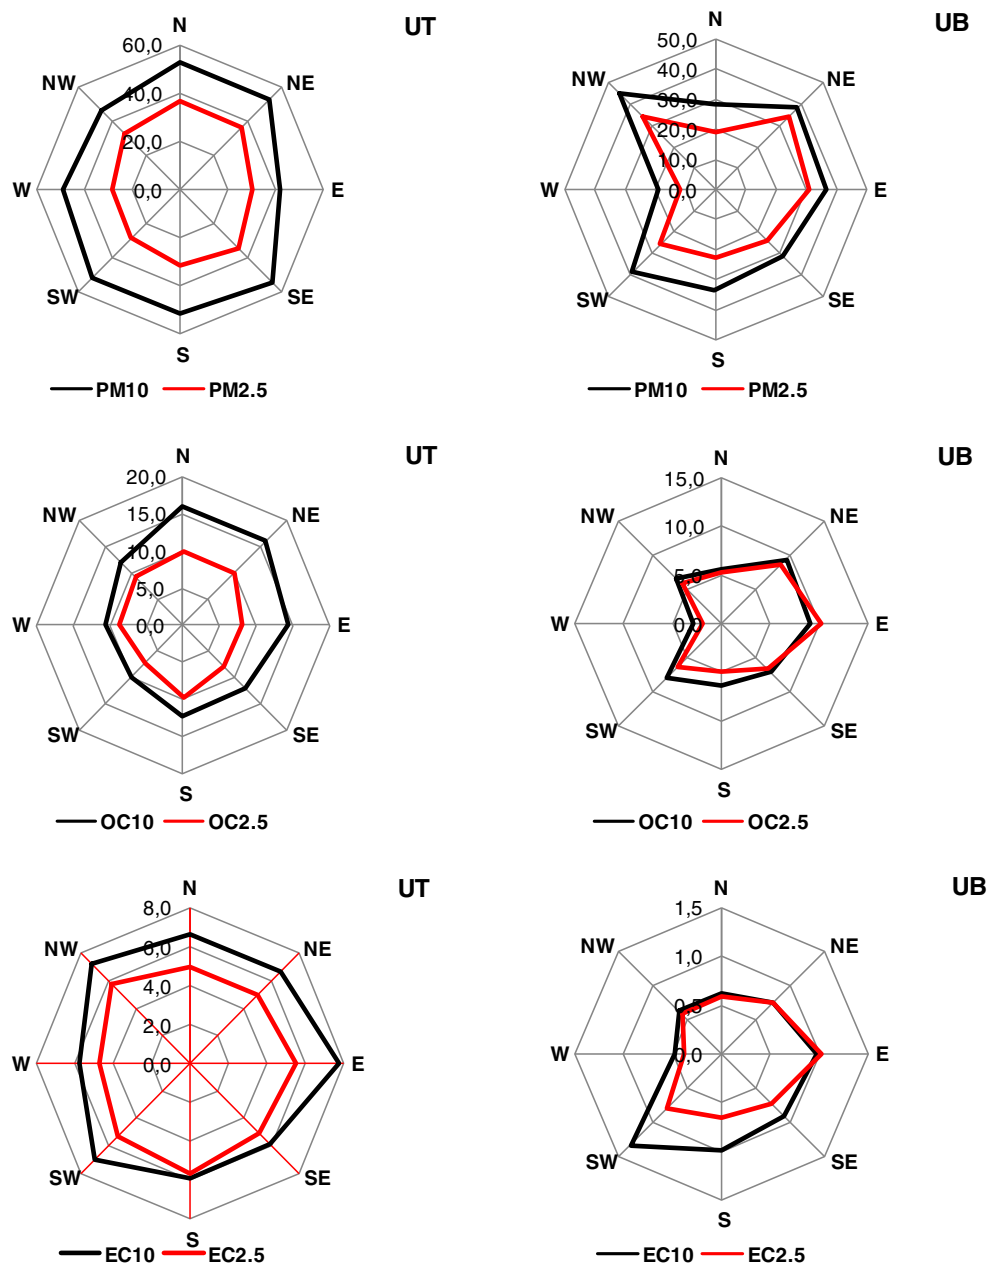 UT
N
60,0
NW
NE
40,0
20,0
W
0,0
E
SW
SE
S
PM10
PM2.5
UB
N
50,0
NW
40,0
NE
30,0
20,0
10,0
W
0,0
E
SW
SE
S
PM10
PM2.5
UT
N
20,0
NW
15,0
NE
10,0
5,0
W
0,0
E
SW
SE
S
OC10
OC2.5
UB
N
15,0
NW
NE
10,0
5,0
W
0,0
E
SW
SE
S
OC10
OC2.5
UT
N
8,0
NW
6,0
NE
4,0
2,0
W
0,0
E
SW
SE
S
EC10
EC2.5
UB
N
1,5
NW
NE
1,0
0,5
W
0,0
E
SW
SE
S
EC10
EC2.5